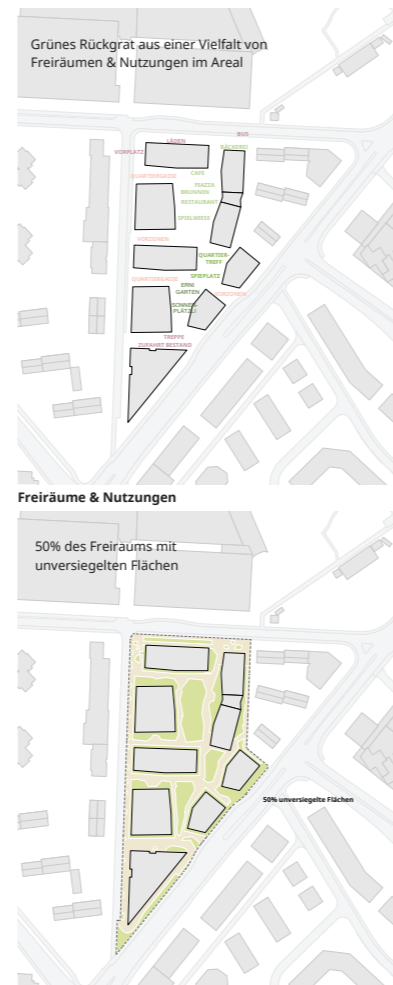 Grünes Rückgrat aus einer Vielfalt von
Freiräumen & Nutzungen im Areal
BUS
LÄDEN
BÄCKEREI
VORPLATZ
CAFE
QUARTIERGASSE
PIAZZA
BRUNNEN
RESTAURANT
SPIELWIESE
VORZONEN
QUARTIER-
TREFF
SPIEPLATZ
QUARTIERGASSE
ERNI
GARTEN
VORZONEN
SONNEN-
PLÄTZLI
TREPPE
ZUFAHRT BESTAND
Freiräume & Nutzungen
50% des Freiraums mit
unversiegelten Flächen
50% unversiegelte Flächen